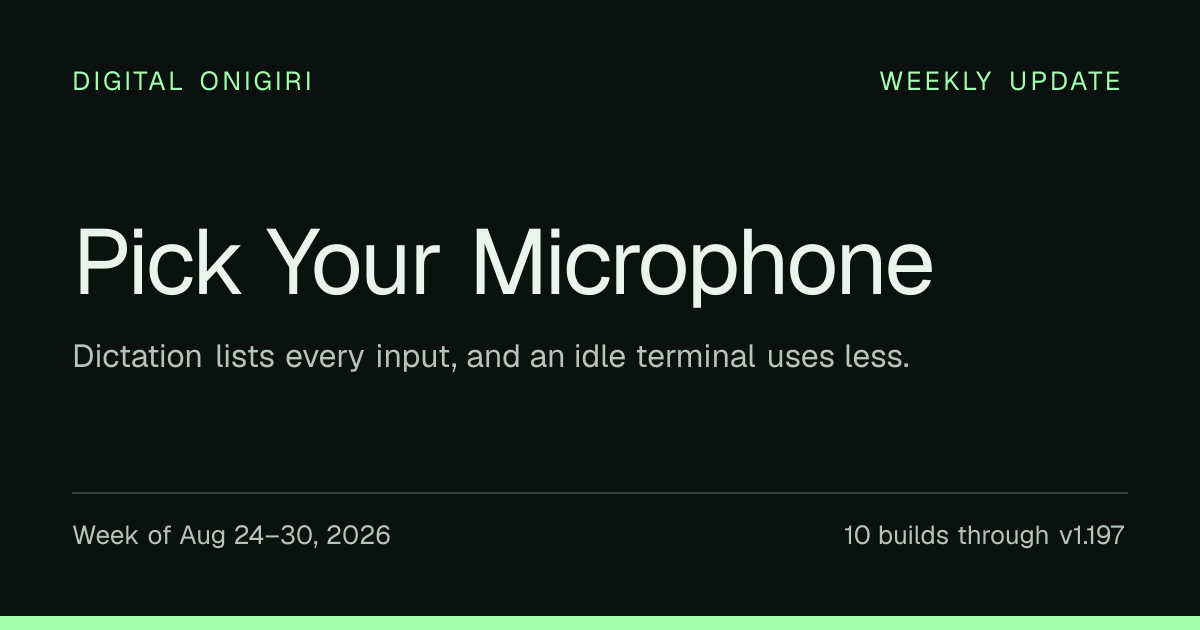 DIGITAL ONIGIRI
WEEKLY UPDATE
Pick Your Microphone
Dictation lists every input, and an idle terminal uses less.
Week of Aug 24–30, 2026
10 builds through v1.197